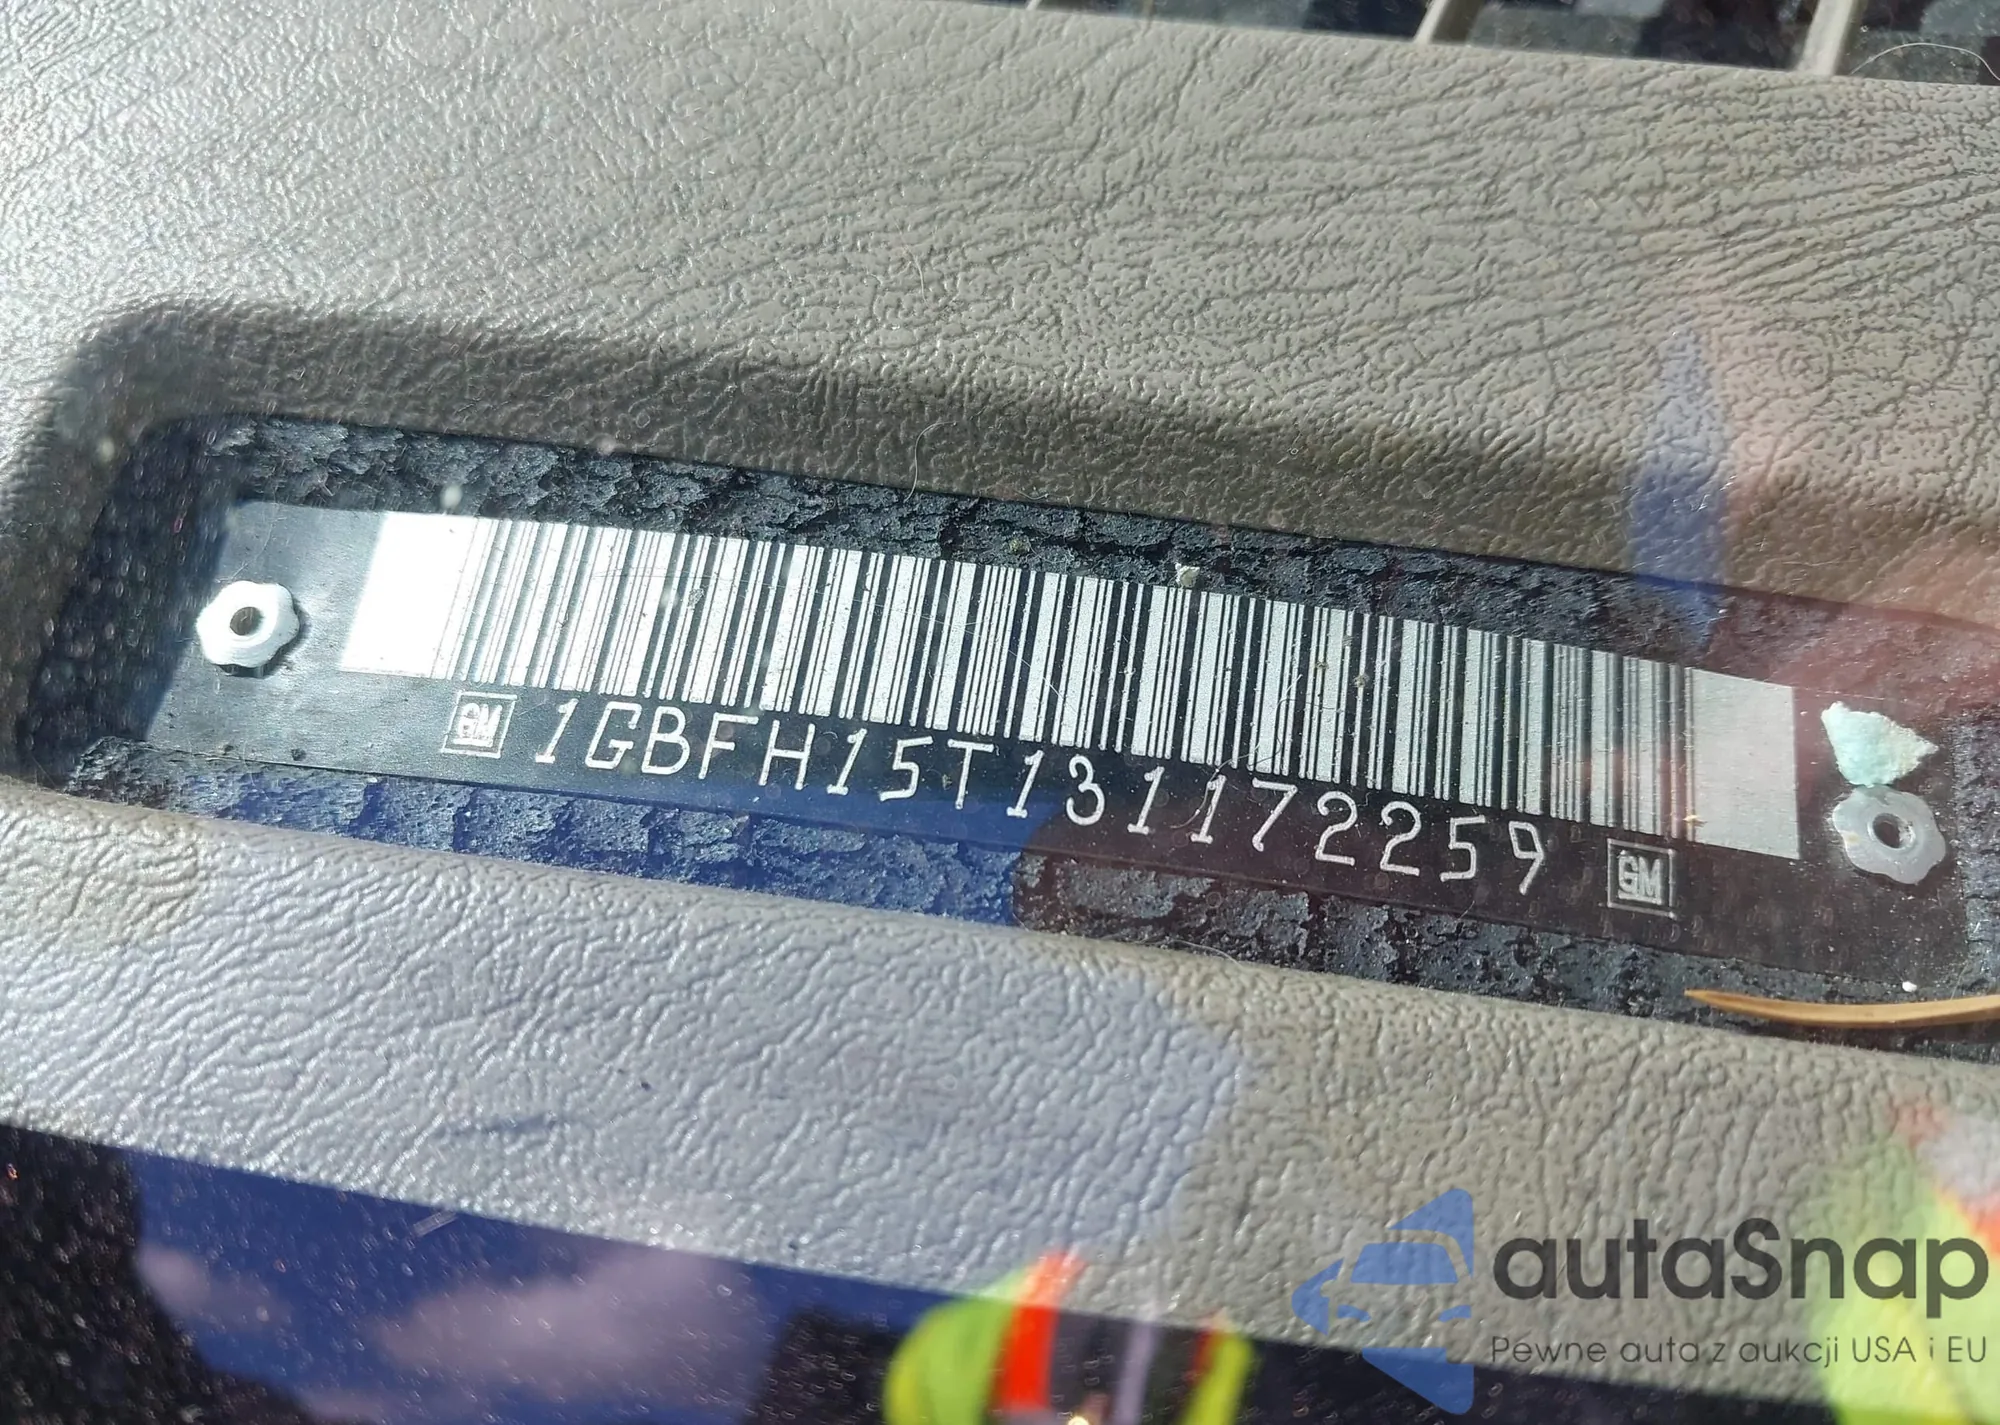 GM 1GBFH15T131172259 GM
autaSnap
Pewne auta z aukcji USA i EU